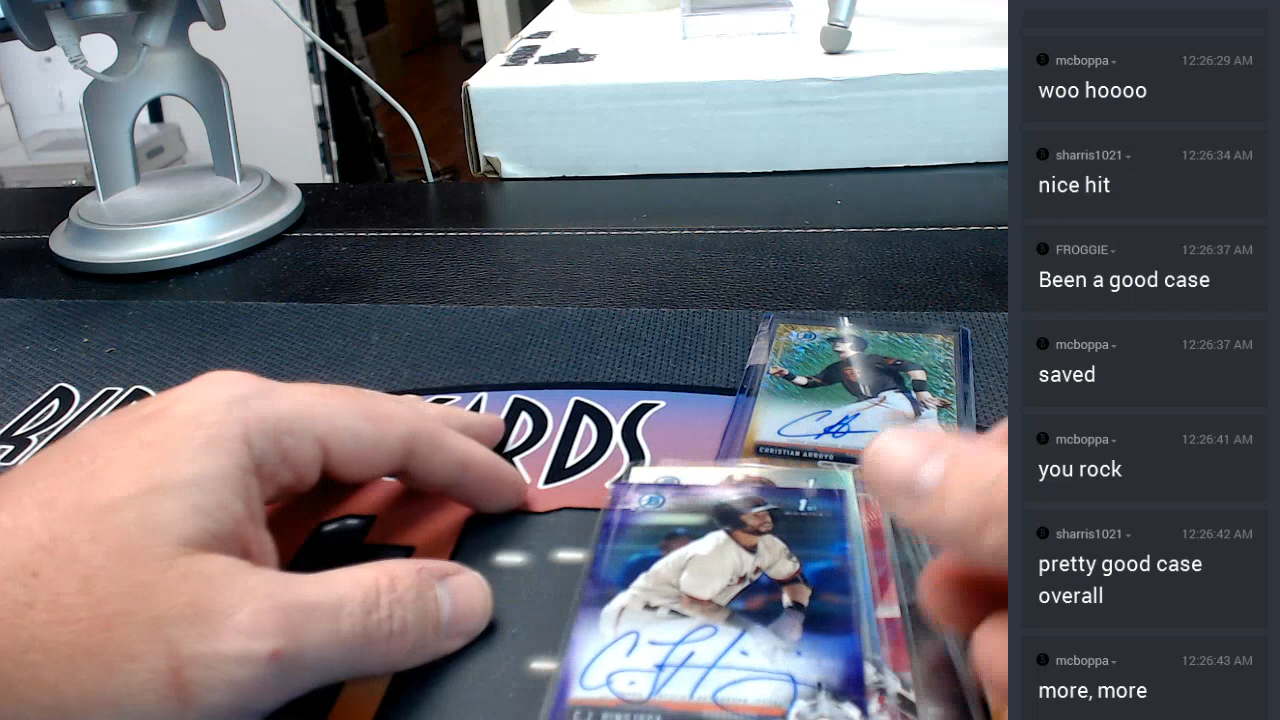 mcboppa 12:26:29 AM
woo hoooo
sharris1021 12:26:34 AM
nice hit
FROGGIE 12:26:37 AM
Been a good case
mcboppa 12:26:37 AM
saved
mcboppa 12:26:41 AM
you rock
sharris1021 12:26:42 AM
pretty good case
overall
mcboppa 12:26:43 AM
more, more
CHRISTIAN ARROYO
1st